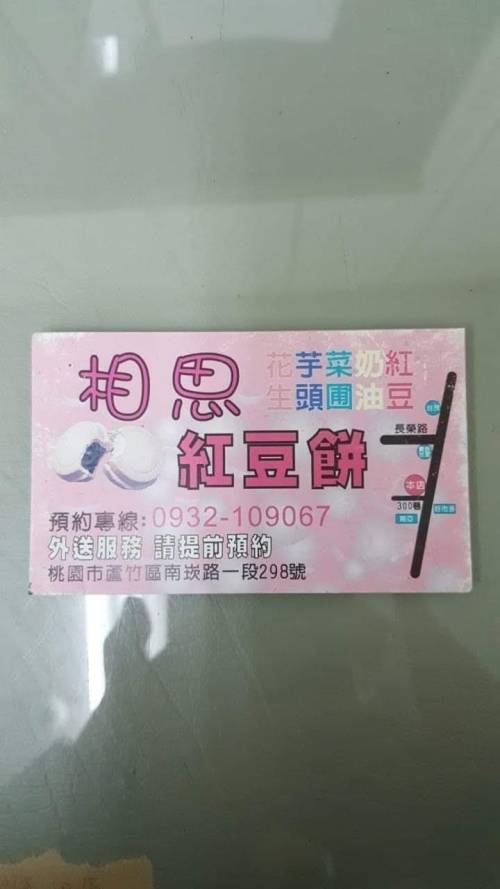 相思
紅豆餅
紅豆
奶油
菜圃
芋頭
花生
預約專線:0932-109067
外送服務 請提前預約
桃園市蘆竹區南崁路一段298號
長榮路
本店
300巷